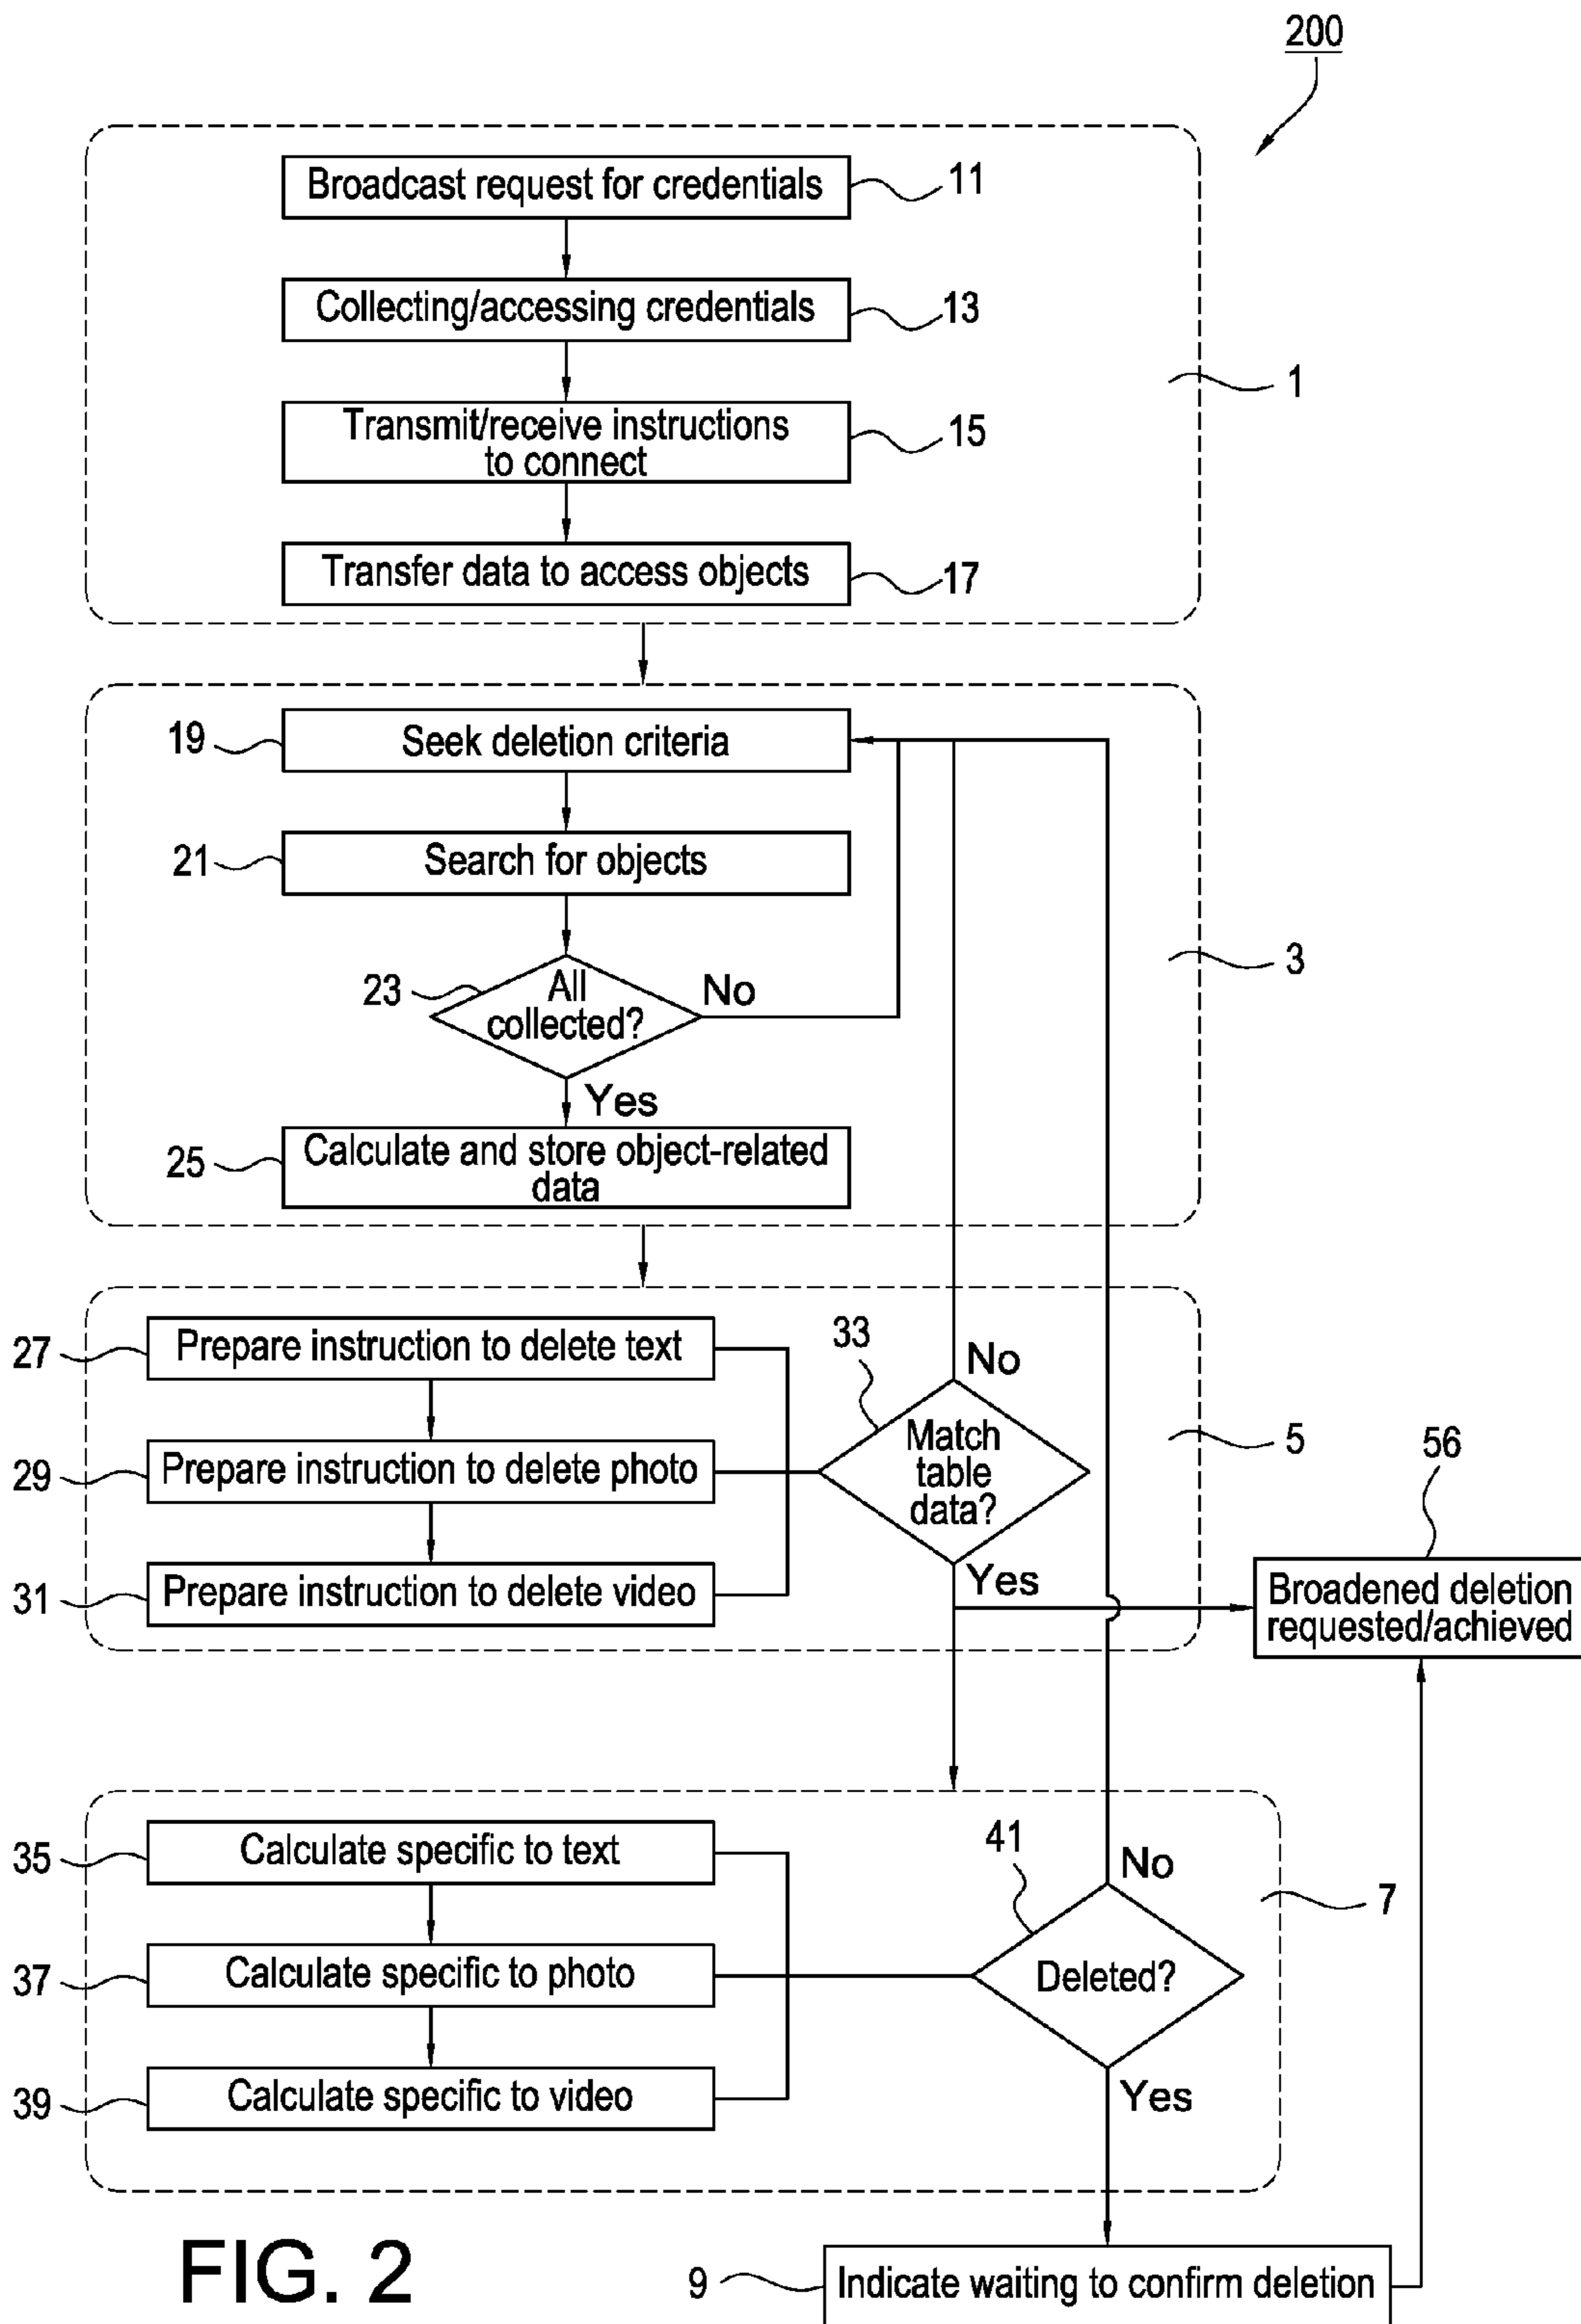 200
Broadcast request for credentials
11
Collecting/accessing credentials
13
Transmit/receive instructions
to connect
15
Transfer data to access objects
17
1
19
Seek deletion criteria
21
Search for objects
23
All
collected?
No
Yes
25
Calculate and store object-related
data
3
27
Prepare instruction to delete text
29
Prepare instruction to delete photo
31
Prepare instruction to delete video
33
No
Match
table
data?
Yes
5
56
Broadened deletion
requested/achieved
35
Calculate specific to text
37
Calculate specific to photo
39
Calculate specific to video
41
No
Deleted?
Yes
7
9
Indicate waiting to confirm deletion
FIG. 2